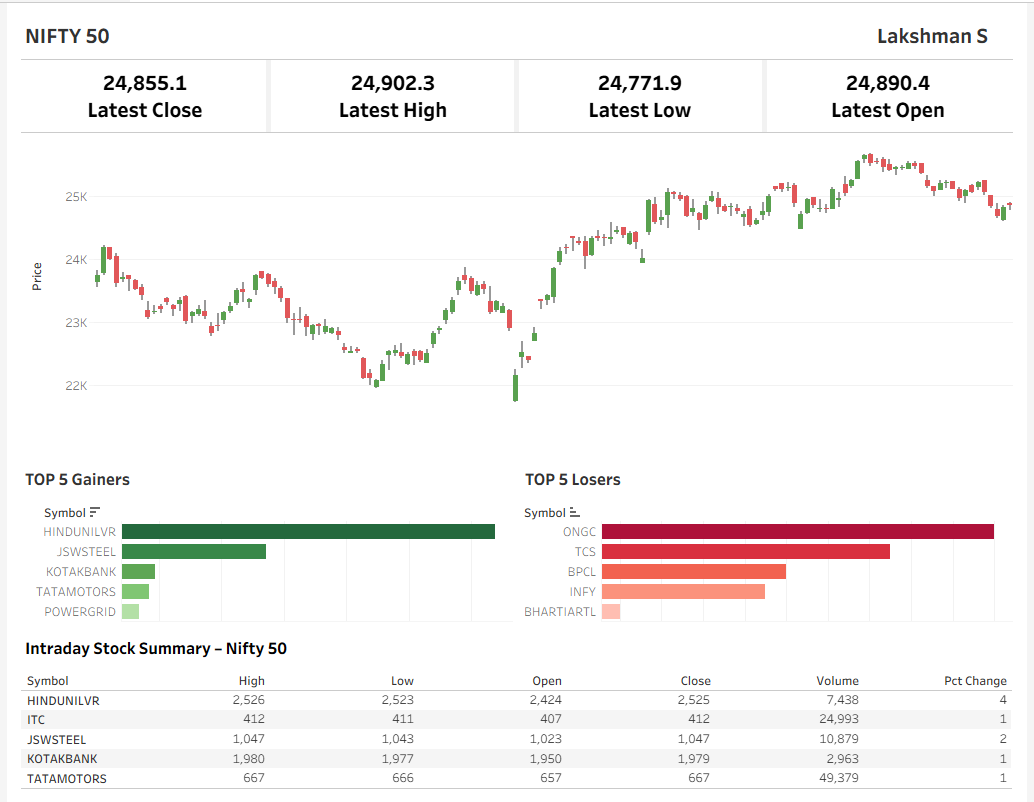 NIFTY 50 Lakshman S
24,855.1 24,902.3 24,771.9 24,890.4
Latest Close Latest High Latest Low Latest Open
25K
24K
Price
23K
22K
TOP 5 Gainers TOP 5 Losers
Symbol Symbol
HINDUNILVR ONGC
JSWSTEEL TCS
KOTAKBANK BPCL
TATAMOTORS INFY
POWERGRID BHARTIARTL
Intraday Stock Summary – Nifty 50
Symbol High Low Open Close Volume Pct Change
HINDUNILVR 2,526 2,523 2,424 2,525 7,438 4
ITC 412 411 407 412 24,993 1
JSWSTEEL 1,047 1,043 1,023 1,047 10,879 2
KOTAKBANK 1,980 1,977 1,950 1,979 2,963 1
TATAMOTORS 667 666 657 667 49,379 1